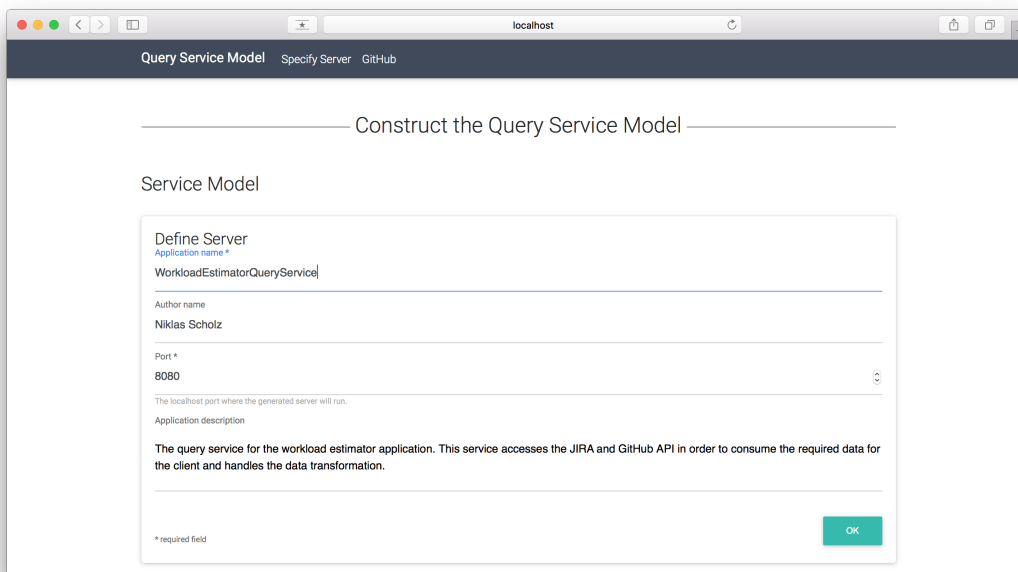 localhost
Query Service Model Specify Server GitHub
Construct the Query Service Model
Service Model
Define Server
Application name *
WorkloadEstimatorQueryService
Author name
Niklas Scholz
Port *
8080
The localhost port where the generated server will run.
Application description
The query service for the workload estimator application. This service accesses the JIRA and GitHub API in order to consume the required data for
the client and handles the data transformation.
OK
* required field